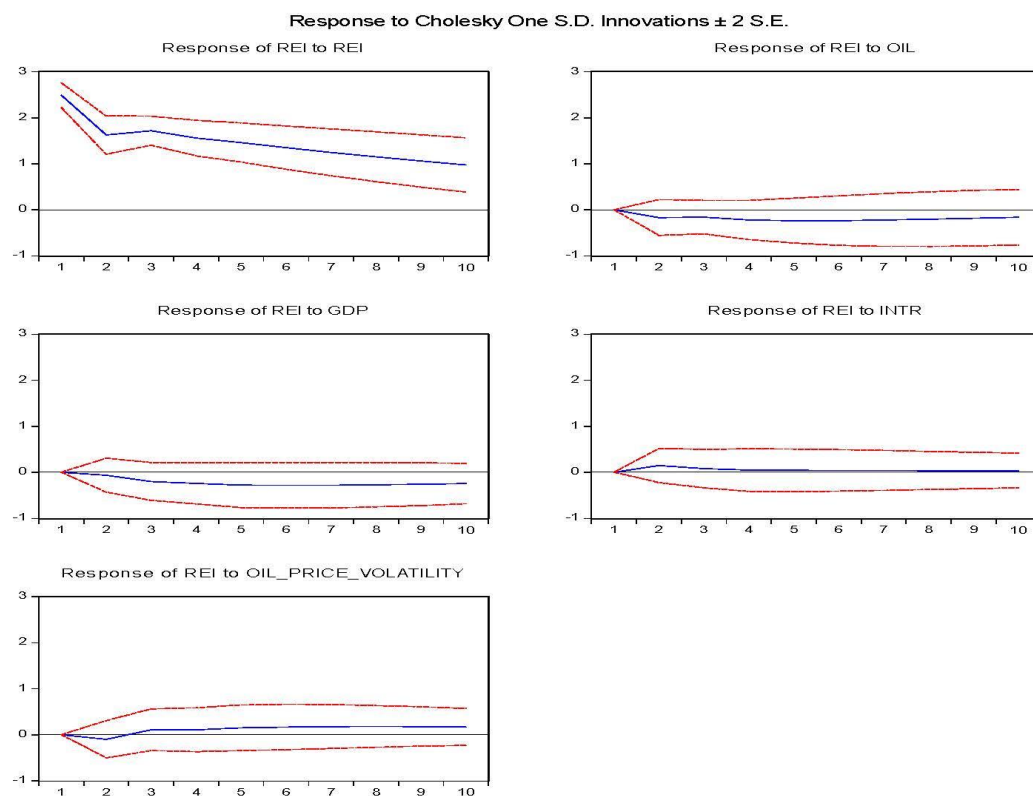 Response to Cholesky One S.D. Innovations ± 2 S.E.
Response of REI to REI
3
2
1
0
-1
1 2 3 4 5 6 7 8 9 10
Response of REI to OIL
3
2
1
0
-1
1 2 3 4 5 6 7 8 9 10
Response of REI to GDP
3
2
1
0
-1
1 2 3 4 5 6 7 8 9 10
Response of REI to INTR
3
2
1
0
-1
1 2 3 4 5 6 7 8 9 10
Response of REI to OIL_PRICE_VOLATILITY
3
2
1
0
-1
1 2 3 4 5 6 7 8 9 10